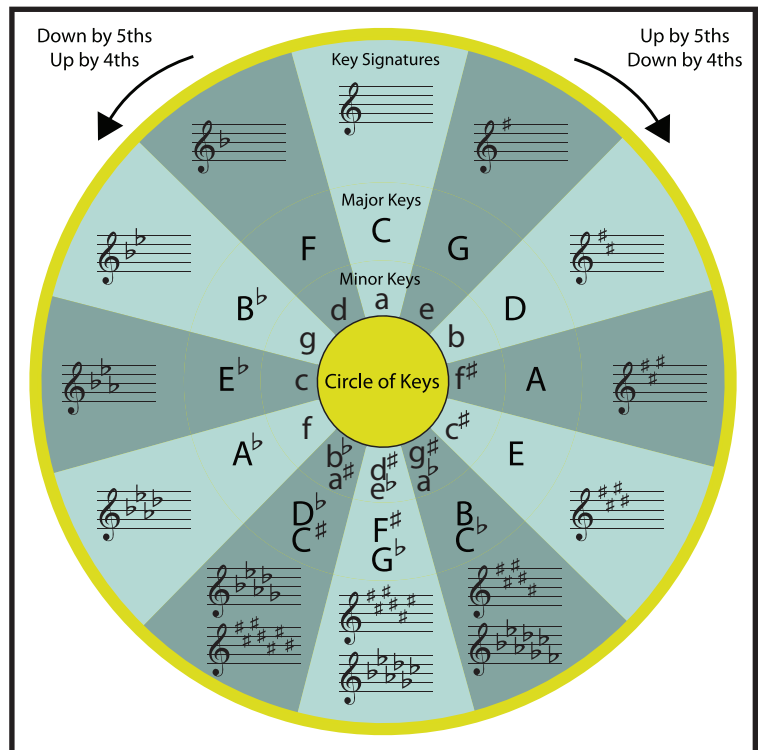 Down by 5ths
Up by 4ths
Up by 5ths
Down by 4ths
Key Signatures
Major Keys
C
G
D
A
E
B
C♭
F♯
G♭
D♭
C♯
A♭
E♭
B♭
F
Minor Keys
a
e
b
f♯
c♯
g♯
a♭
d♯
e♭
b♭
a♯
f
c
g
d
Circle of Keys